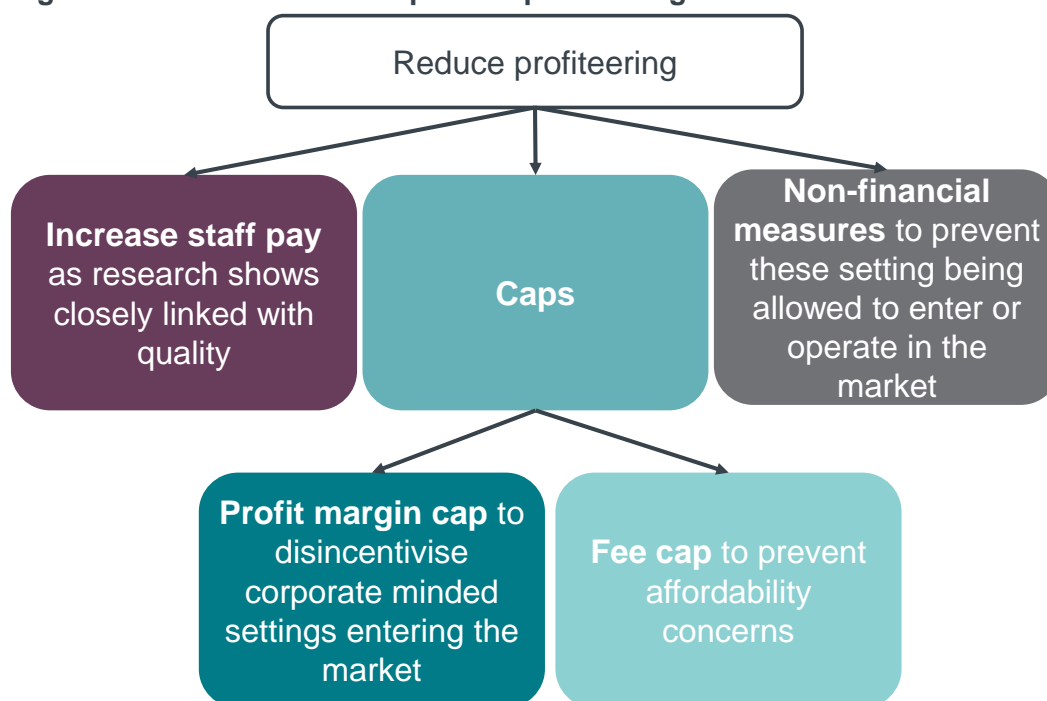 Reduce profiteering
Increase staff pay
as research shows
closely linked with
quality
Caps
Non-financial
measures to prevent
these setting being
allowed to enter or
operate in the
market
Profit margin cap to
disincentivise
corporate minded
settings entering the
market
Fee cap to prevent
affordability
concerns